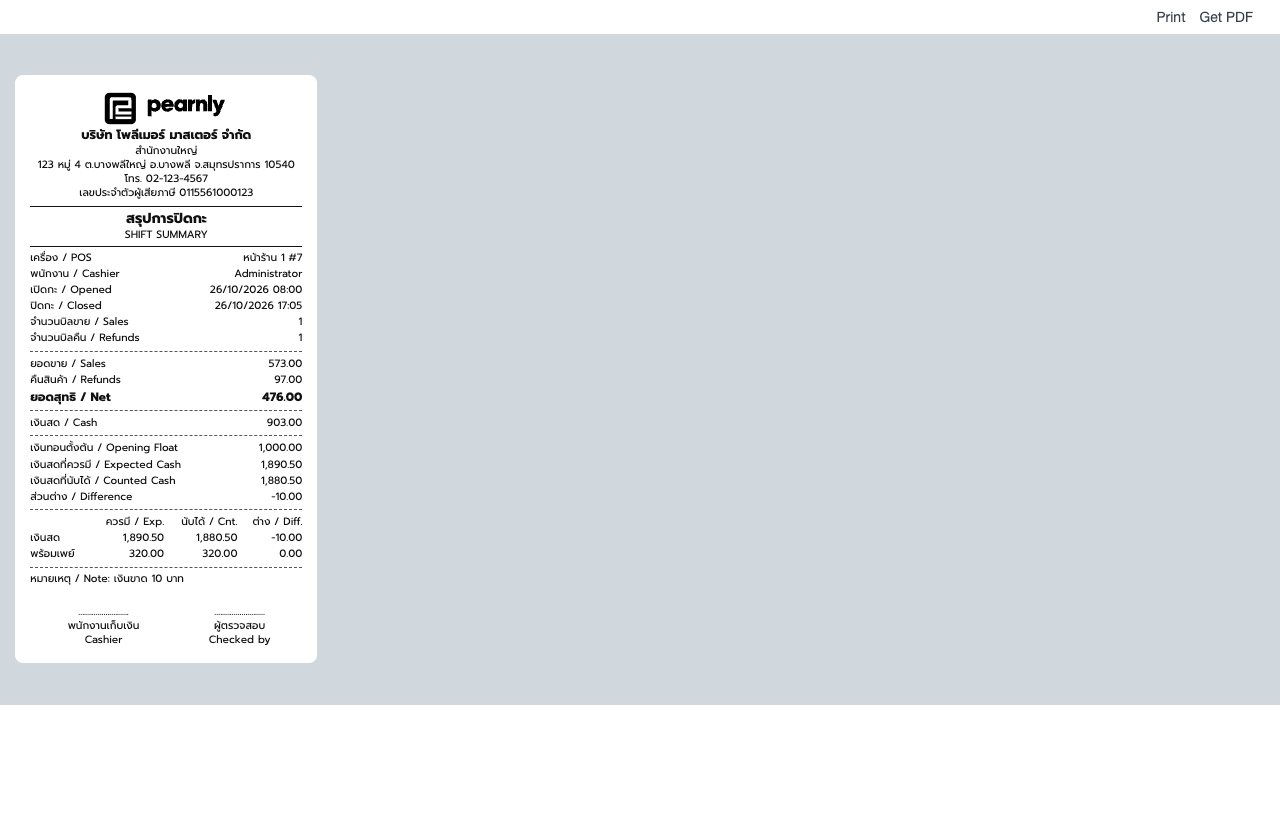 Print Get PDF
pearnly
บริษัท โพลีเมอร์ มาสเตอร์ จำกัด
สำนักงานใหญ่
123 หมู่ 4 ต.บางพลีใหญ่ อ.บางพลี จ.สมุทรปราการ 10540
โทร. 02-123-4567
เลขประจำตัวผู้เสียภาษี 0115561000123
สรุปการปิดกะ
SHIFT SUMMARY
เครื่อง / POS หน้าร้าน 1 #7
พนักงาน / Cashier Administrator
เปิดกะ / Opened 26/10/2026 08:00
ปิดกะ / Closed 26/10/2026 17:05
จำนวนบิลขาย / Sales 1
จำนวนบิลคืน / Refunds 1
ยอดขาย / Sales 573.00
คืนสินค้า / Refunds 97.00
ยอดสุทธิ / Net 476.00
เงินสด / Cash 903.00
เงินทอนตั้งต้น / Opening Float 1,000.00
เงินสดที่ควรมี / Expected Cash 1,890.50
เงินสดที่นับได้ / Counted Cash 1,880.50
ส่วนต่าง / Difference -10.00
ควรมี / Exp. นับได้ / Cnt. ต่าง / Diff.
เงินสด 1,890.50 1,880.50 -10.00
พร้อมเพย์ 320.00 320.00 0.00
หมายเหตุ / Note: เงินขาด 10 บาท
พนักงานเก็บเงิน ผู้ตรวจสอบ
Cashier Checked by